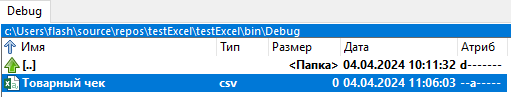 Debug
c:\Users\flash\source\repos\testExcel\testExcel\bin\Debug
Имя Тип Размер Дата Атриб
[..] <Папка> 04.04.2024 10:11:32 d-------
Товарный чек csv 0 04.04.2024 11:06:03 --a-----